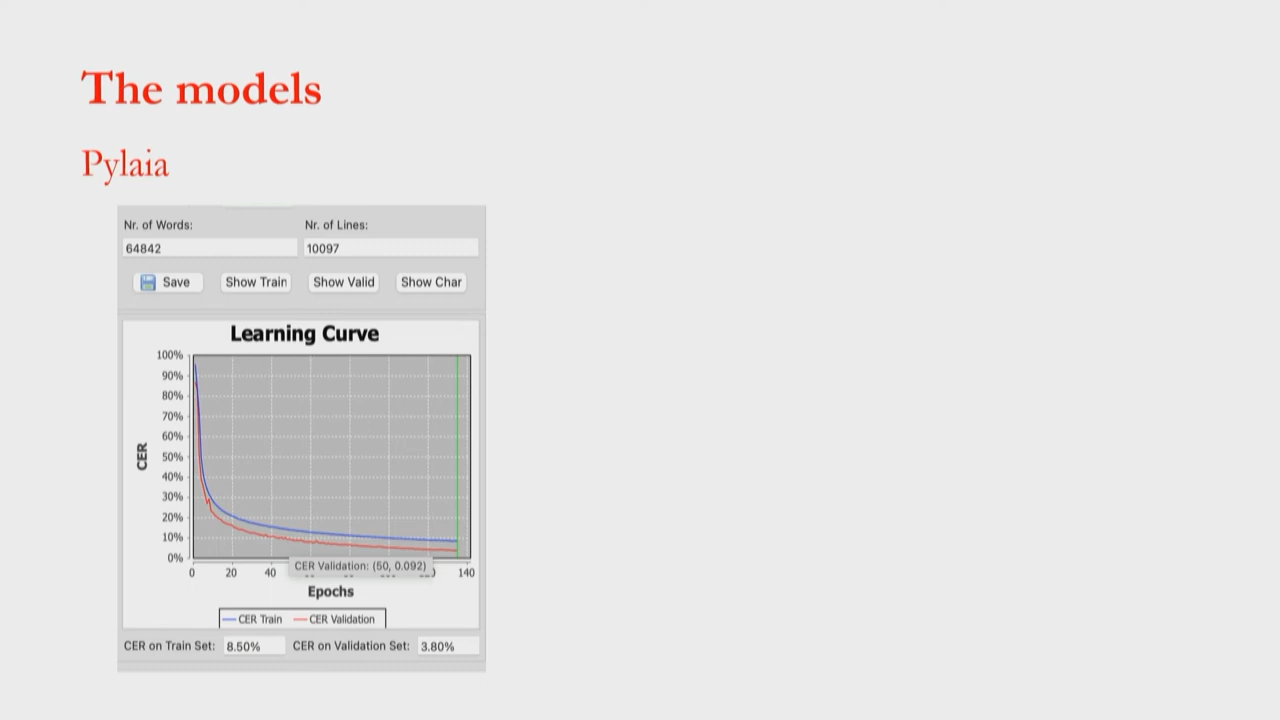 The models
Pylaia
Nr. of Words: Nr. of Lines:
64842 10097
Save Show Train Show Valid Show Char
Learning Curve
100%
90%
80%
70%
60%
50%
40%
30%
20%
10%
0%
CER
CER Validation: (50, 0.092)
0 20 40 140
Epochs
CER Train CER Validation
CER on Train Set: 8.50% CER on Validation Set: 3.80%